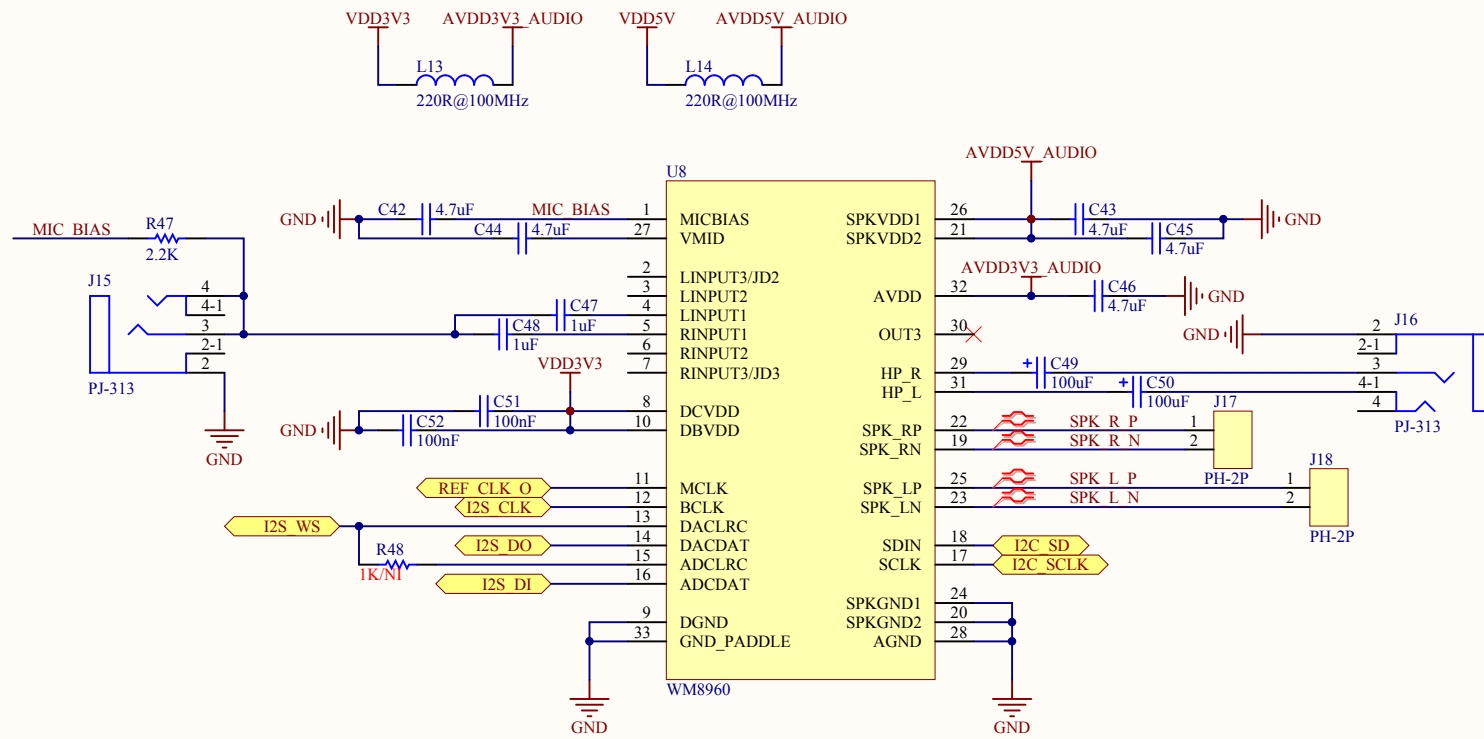 VDD3V3 AVDD3V3_AUDIO VDD5V AVDD5V_AUDIO
L13 L14
220R@100MHz 220R@100MHz
AVDD5V_AUDIO
U8
MIC_BIAS R47 2.2K
GND C42 4.7uF MIC_BIAS 1 MICBIAS SPKVDD1 26 C43 4.7uF GND
C44 4.7uF 27 VMID SPKVDD2 21 C45 4.7uF
AVDD3V3_AUDIO
J15
2 LINPUT3/JD2
4 3 LINPUT2 AVDD 32 C46 4.7uF GND
4-1 C47 1uF 4 LINPUT1
3 C48 1uF 5 RINPUT1 OUT3 30 GND 2 J16
2-1 6 RINPUT2 2-1
2 VDD3V3 7 RINPUT3/JD3 HP_R 29 + C49 100uF 3
PJ-313 HP_L 31 + C50 100uF 4-1
C51 100nF 8 DCVDD J17 4
GND C52 100nF 10 DBVDD SPK_RP 22 SPK_R_P 1 PJ-313
SPK_RN 19 SPK_R_N 2
GND J18
PH-2P
REF_CLK_O 11 MCLK SPK_LP 25 SPK_L_P 1
I2S_CLK 12 BCLK SPK_LN 23 SPK_L_N 2
I2S_WS 13 DACLRC
PH-2P
I2S_DO 14 DACDAT SDIN 18 I2C_SD
R48 1K/NI 15 ADCLRC SCLK 17 I2C_SCLK
I2S_DI 16 ADCDAT
SPKGND1 24
9 DGND SPKGND2 20
33 GND_PADDLE AGND 28
WM8960
GND GND